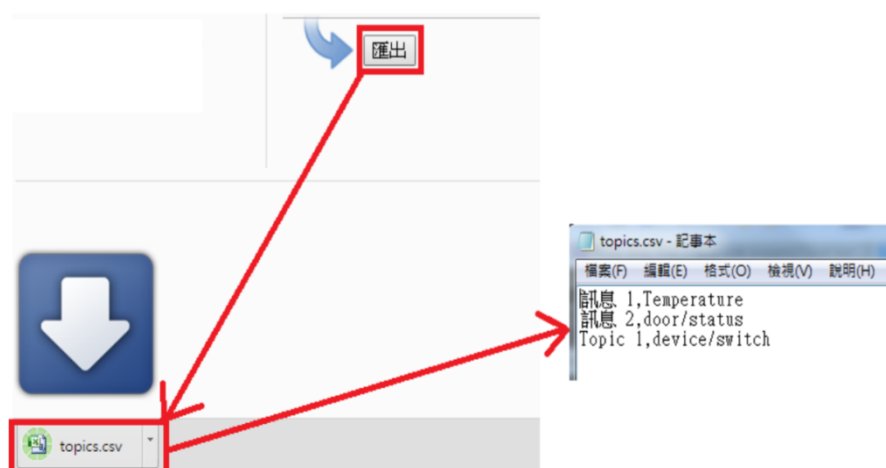 匯出
topics.csv
topics.csv - 記事本
檔案(F) 編輯(E) 格式(O) 檢視(V) 說明(H)
訊息 1,Temperature
訊息 2,door/status
Topic 1,device/switch